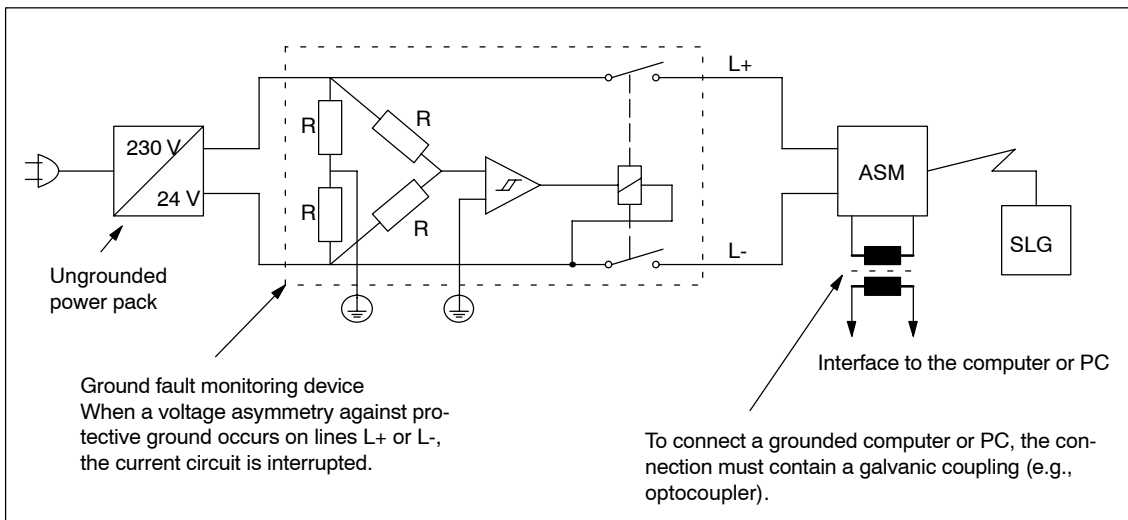 L+
R
R
230 V
24 V
ASM
R
R
SLG
L-
Ungrounded
power pack
Interface to the computer or PC
Ground fault monitoring device
When a voltage asymmetry against pro-
tective ground occurs on lines L+ or L-,
the current circuit is interrupted.
To connect a grounded computer or PC, the con-
nection must contain a galvanic coupling (e.g.,
optocoupler).